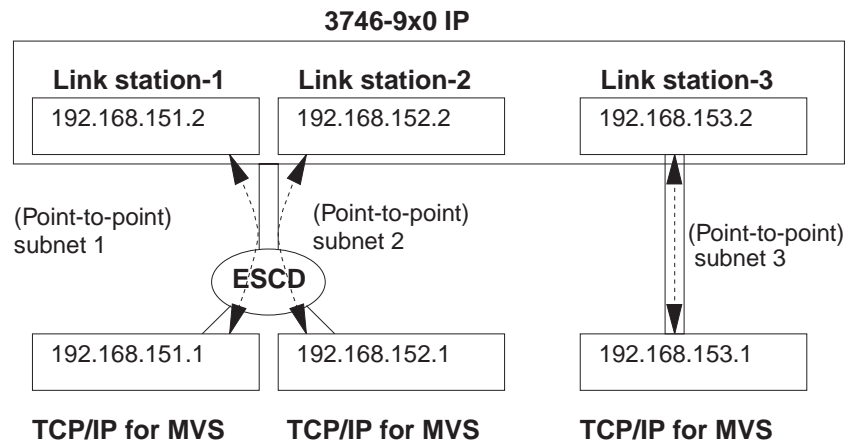 3746-9x0 IP
Link station-1
Link station-2
Link station-3
192.168.151.2
192.168.152.2
192.168.153.2
(Point-to-point)
subnet 1
(Point-to-point)
subnet 2
(Point-to-point)
subnet 3
ESCD
192.168.151.1
192.168.152.1
192.168.153.1
TCP/IP for MVS
TCP/IP for MVS
TCP/IP for MVS